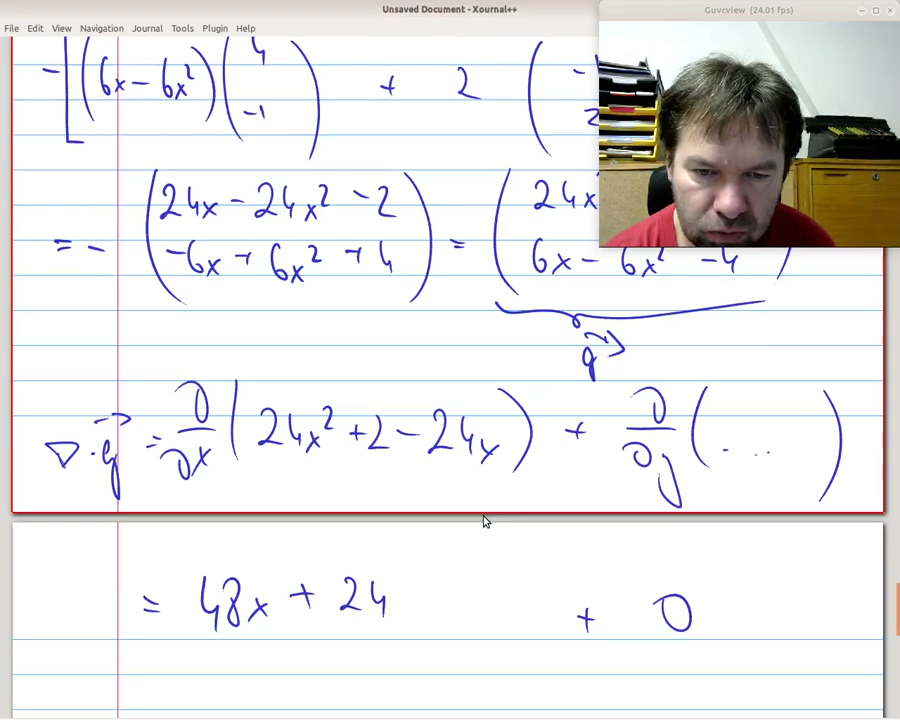 Unsaved Document - Xournal++
Guvcview (24.01 fps)
File Edit View Navigation Journal Tools Plugin Help
-[(6x - 6x²) (4 -1) + 2 (- 2
= - (24x - 24x² - 2
-6x + 6x² + 4) = (24x
6x - 6x² - 4)
q⃗
∇·q⃗ = ∂/∂x (24x² + 2 - 24x) + ∂/∂y (...)
= 48x + 24 + 0